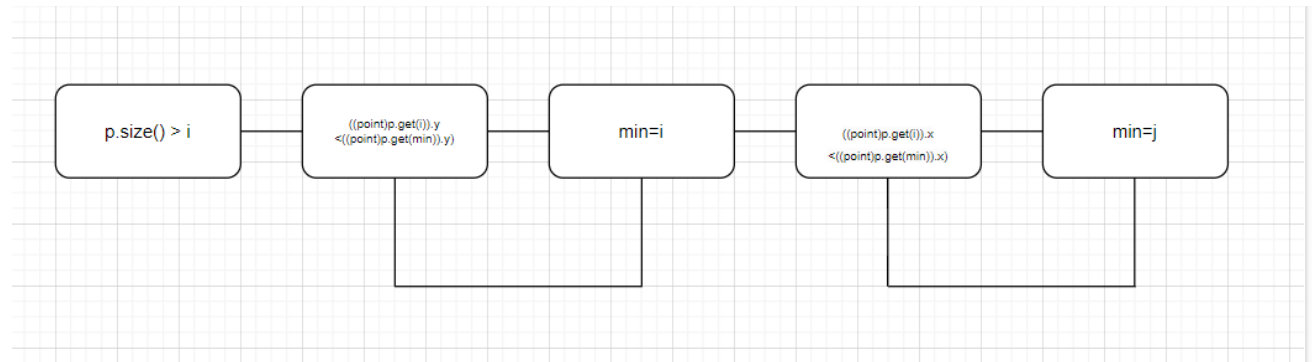 p.size() > i
((point)p.get(i)).y
<((point)p.get(min)).y)
min=i
((point)p.get(i)).x
<((point)p.get(min)).x)
min=j